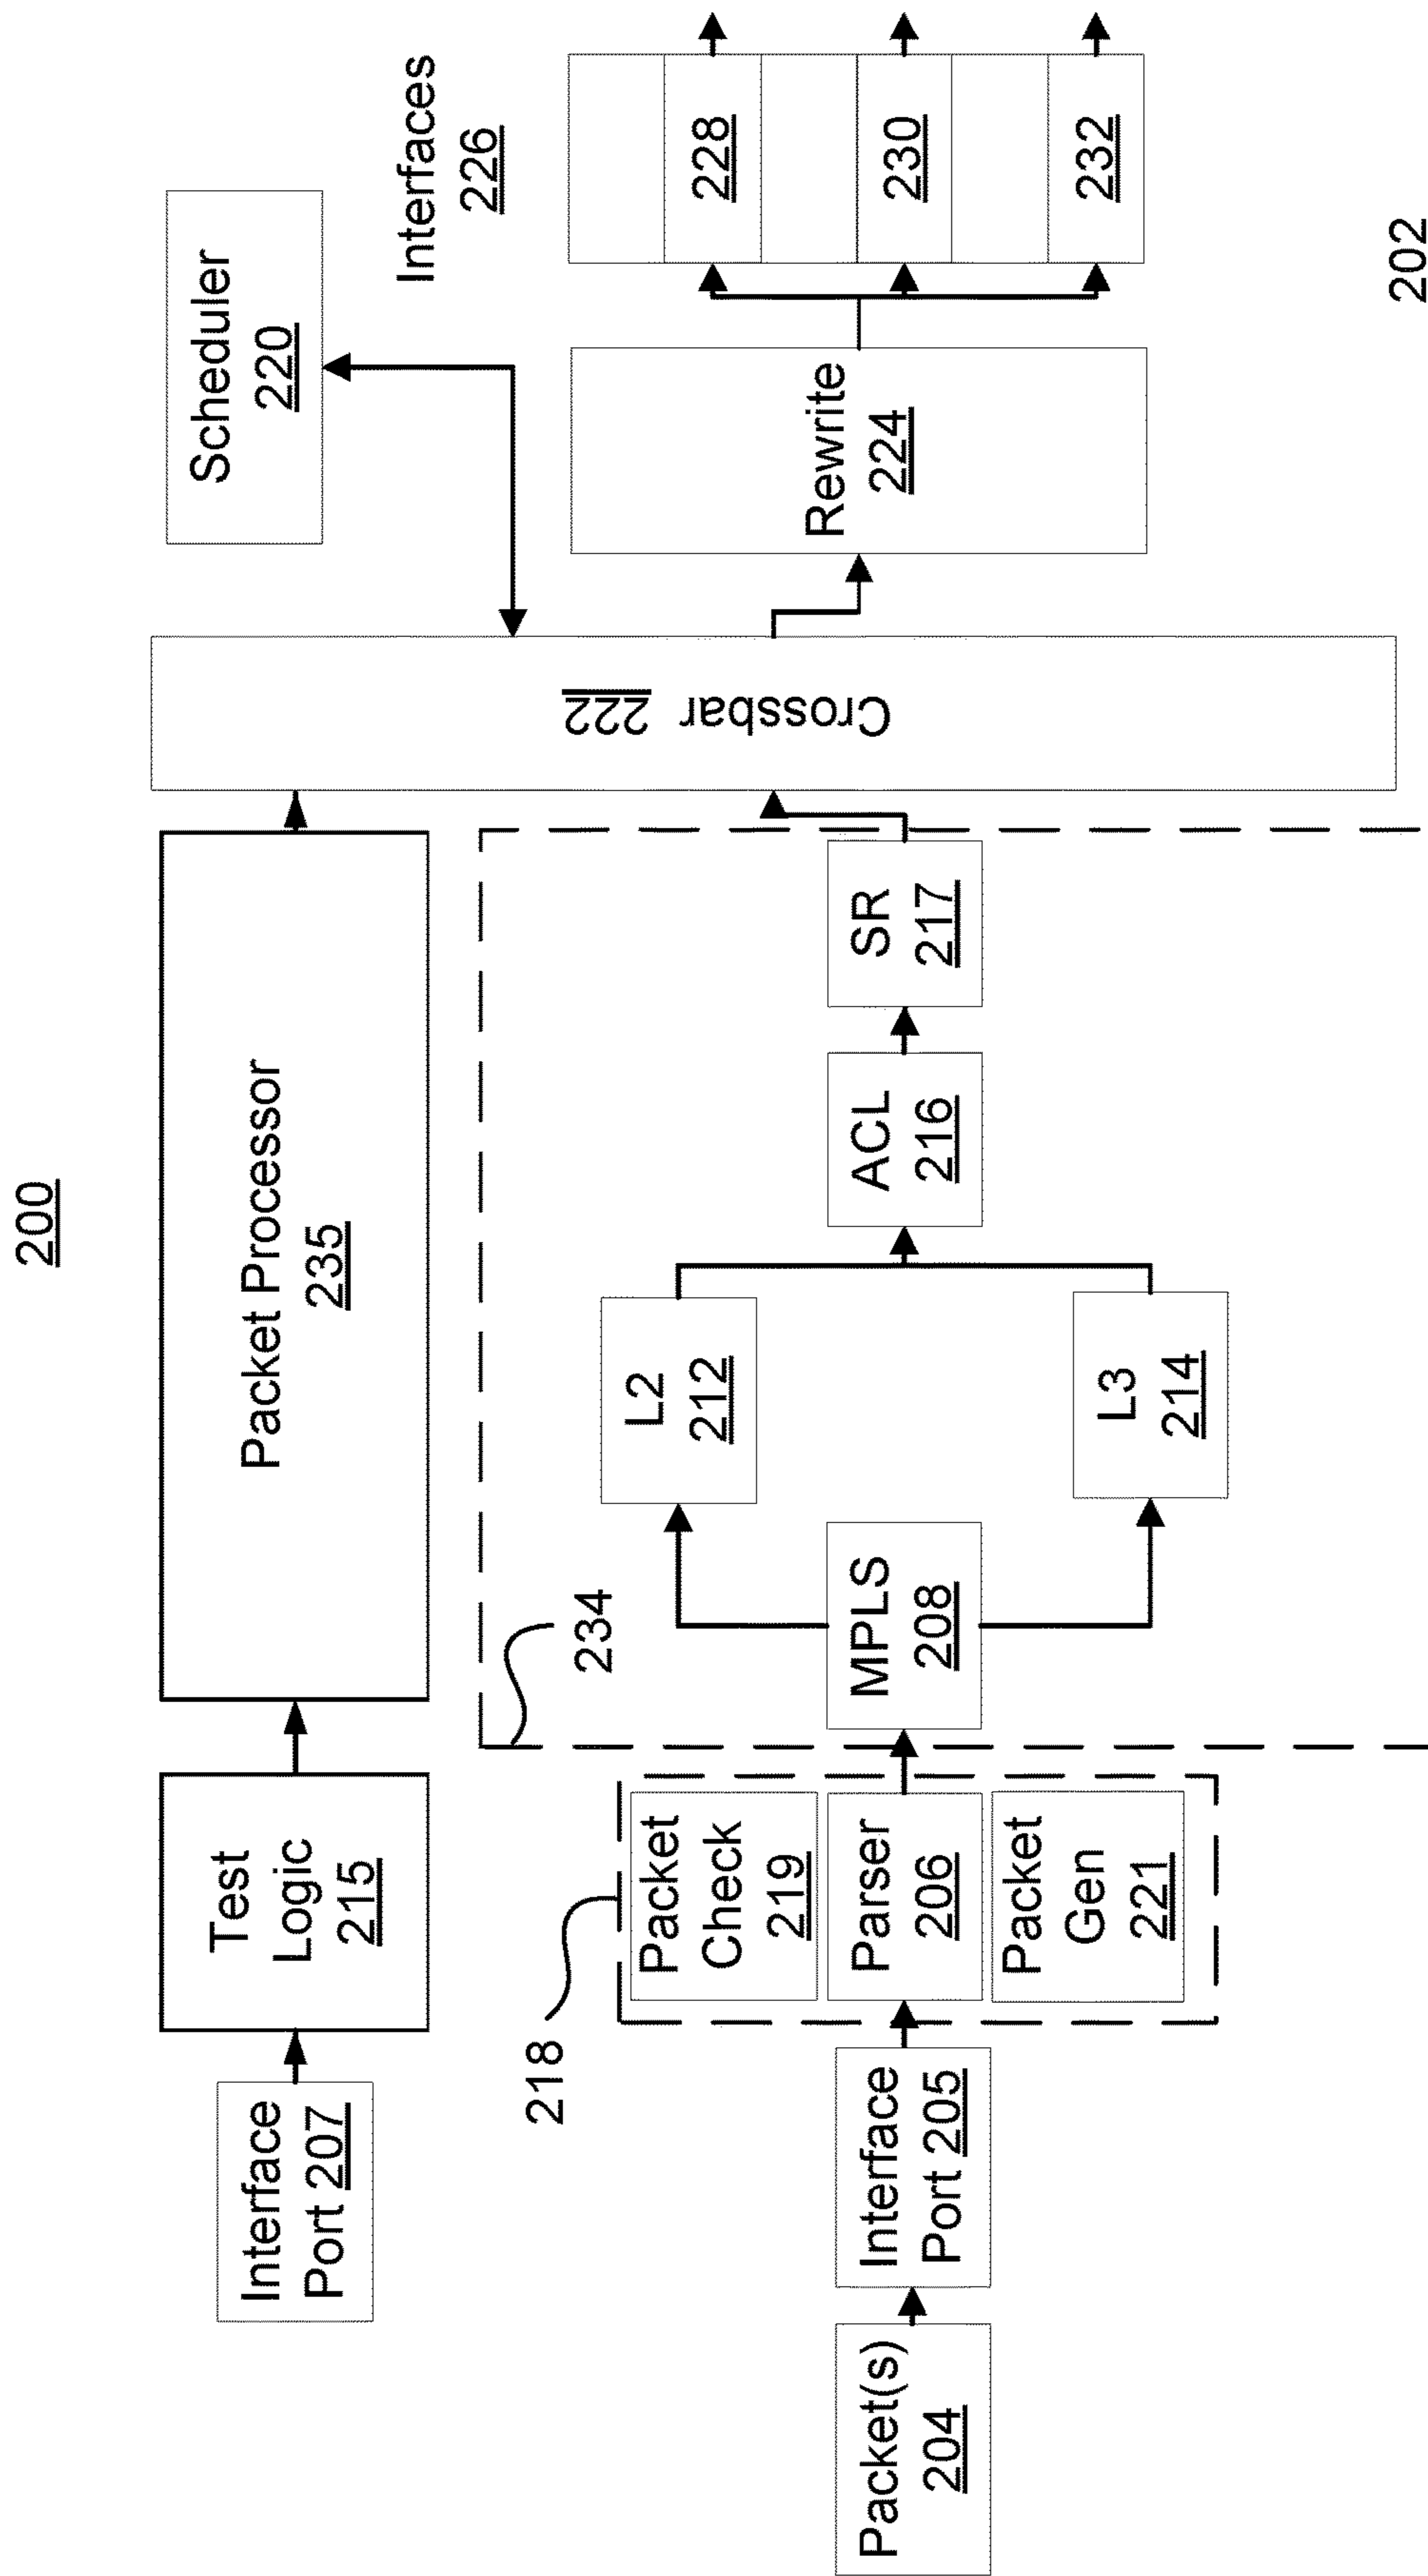 200
Interface
Port 207
Test
Logic
215
Packet Processor
235
Scheduler
220
Interfaces
226
Crossbar 222
Packet(s)
204
Interface
Port 205
218
Packet
Check
219
Parser
206
Packet
Gen
221
234
MPLS
208
L2
212
L3
214
ACL
216
SR
217
Rewrite
224
228
230
232
202